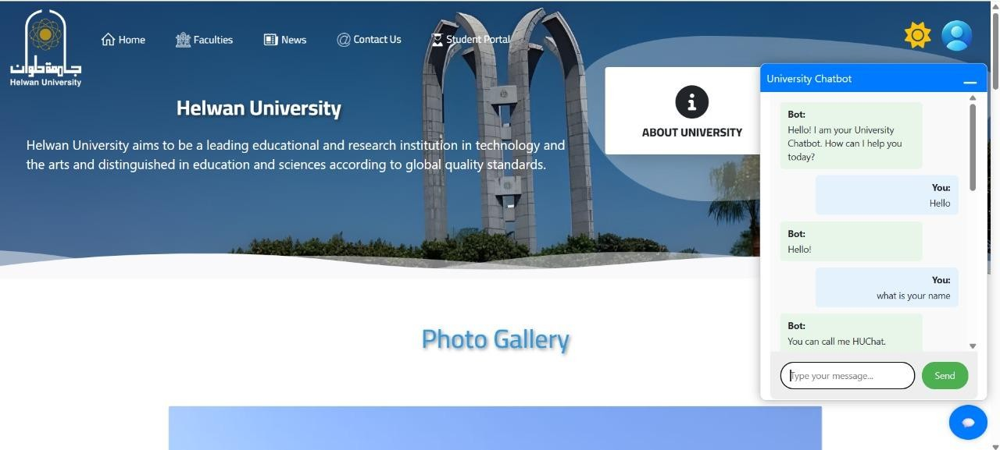 جامعة حلوان
Helwan University
Home
Faculties
News
Contact Us
Student Portal
Helwan University
Helwan University aims to be a leading educational and research institution in technology and
the arts and distinguished in education and sciences according to global quality standards.
ABOUT UNIVERSITY
Photo Gallery
University Chatbot
Bot:
Hello! I am your University
Chatbot. How can I help you
today?
You:
Hello
Bot:
Hello!
You:
what is your name
Bot:
You can call me HUChat.
Type your message...
Send